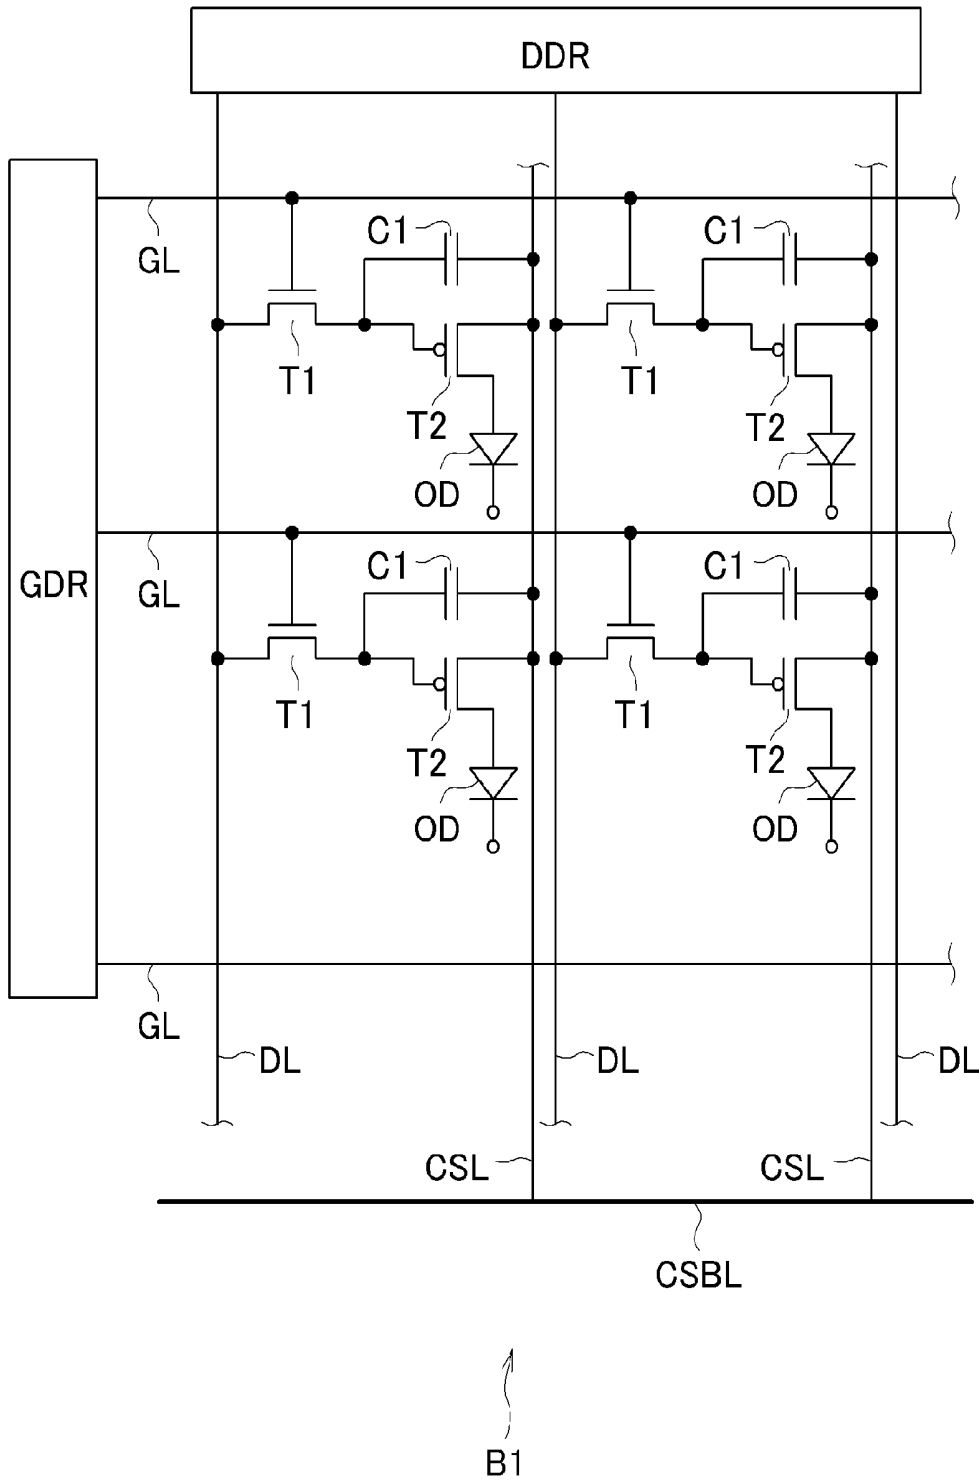 DDR
C1 C1
GL
T1 T1
T2 T2
OD OD
C1 C1
GDR GL
T1 T1
T2 T2
OD OD
GL
DL DL DL
CSL CSL
CSBL
B1